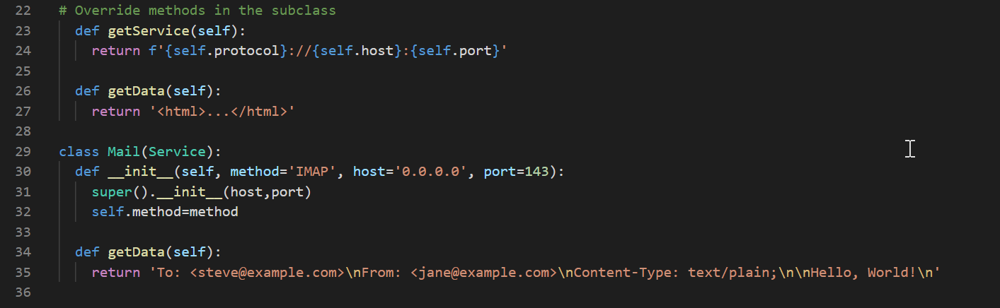 22 # Override methods in the subclass
23 def getService(self):
24 return f'{self.protocol}://{self.host}:{self.port}'
25
26 def getData(self):
27 return '<html>...</html>'
28
29 class Mail(Service):
30 def __init__(self, method='IMAP', host='0.0.0.0', port=143):
31 super().__init__(host,port)
32 self.method=method
33
34 def getData(self):
35 return 'To: <steve@example.com>\nFrom: <jane@example.com>\nContent-Type: text/plain;\n\nHello, World!\n'
36